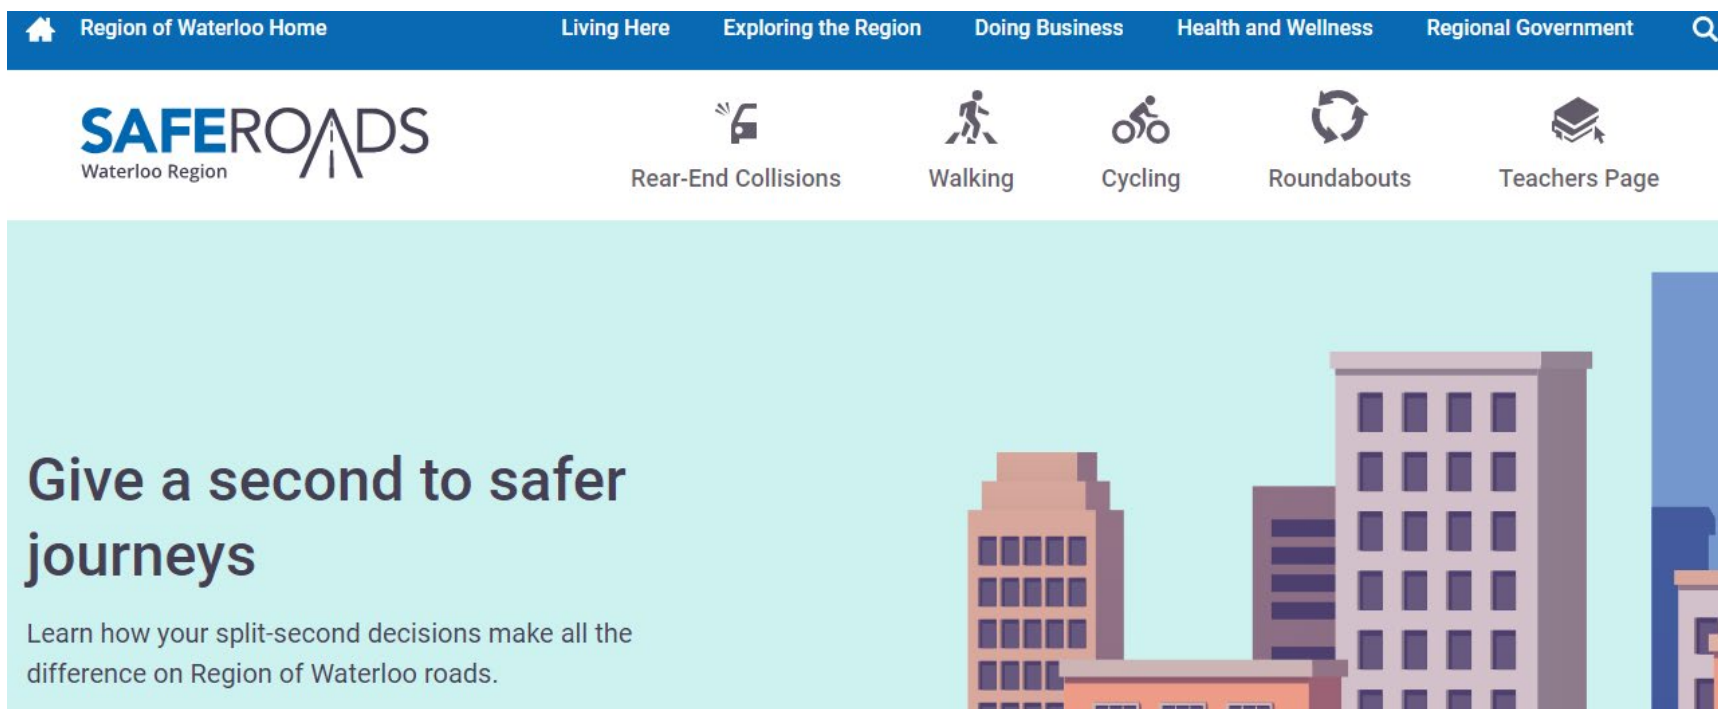 Region of Waterloo Home
Living Here
Exploring the Region
Doing Business
Health and Wellness
Regional Government
SAFEROADS
Waterloo Region
Rear-End Collisions
Walking
Cycling
Roundabouts
Teachers Page
Give a second to safer
journeys
Learn how your split-second decisions make all the
difference on Region of Waterloo roads.